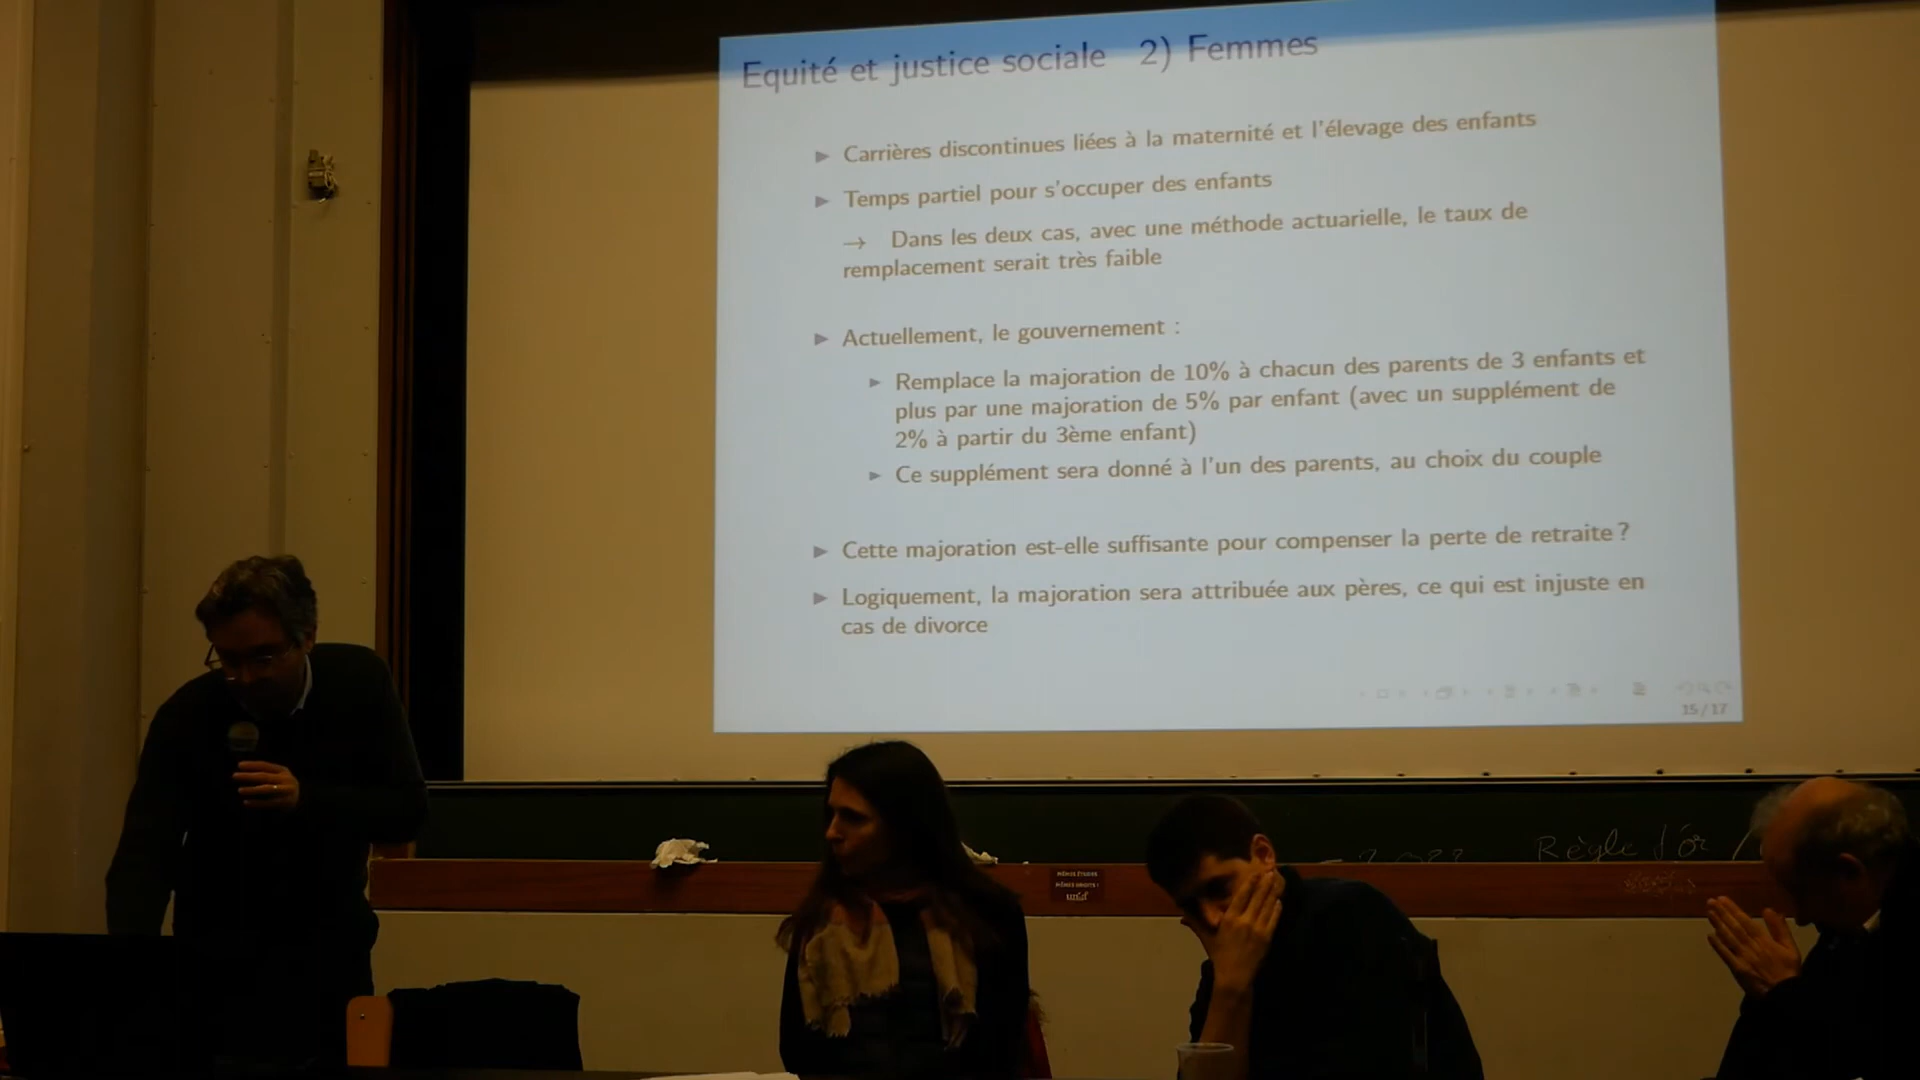 Equité et justice sociale 2) Femmes
Carrières discontinues liées à la maternité et l'élevage des enfants
Temps partiel pour s'occuper des enfants
→ Dans les deux cas, avec une méthode actuarielle, le taux de
remplacement serait très faible
Actuellement, le gouvernement :
Remplace la majoration de 10% à chacun des parents de 3 enfants et
plus par une majoration de 5% par enfant (avec un supplément de
2% à partir du 3ème enfant)
Ce supplément sera donné à l'un des parents, au choix du couple
Cette majoration est-elle suffisante pour compenser la perte de retraite ?
Logiquement, la majoration sera attribuée aux pères, ce qui est injuste en
cas de divorce
15 / 17
Règle d'or
unef